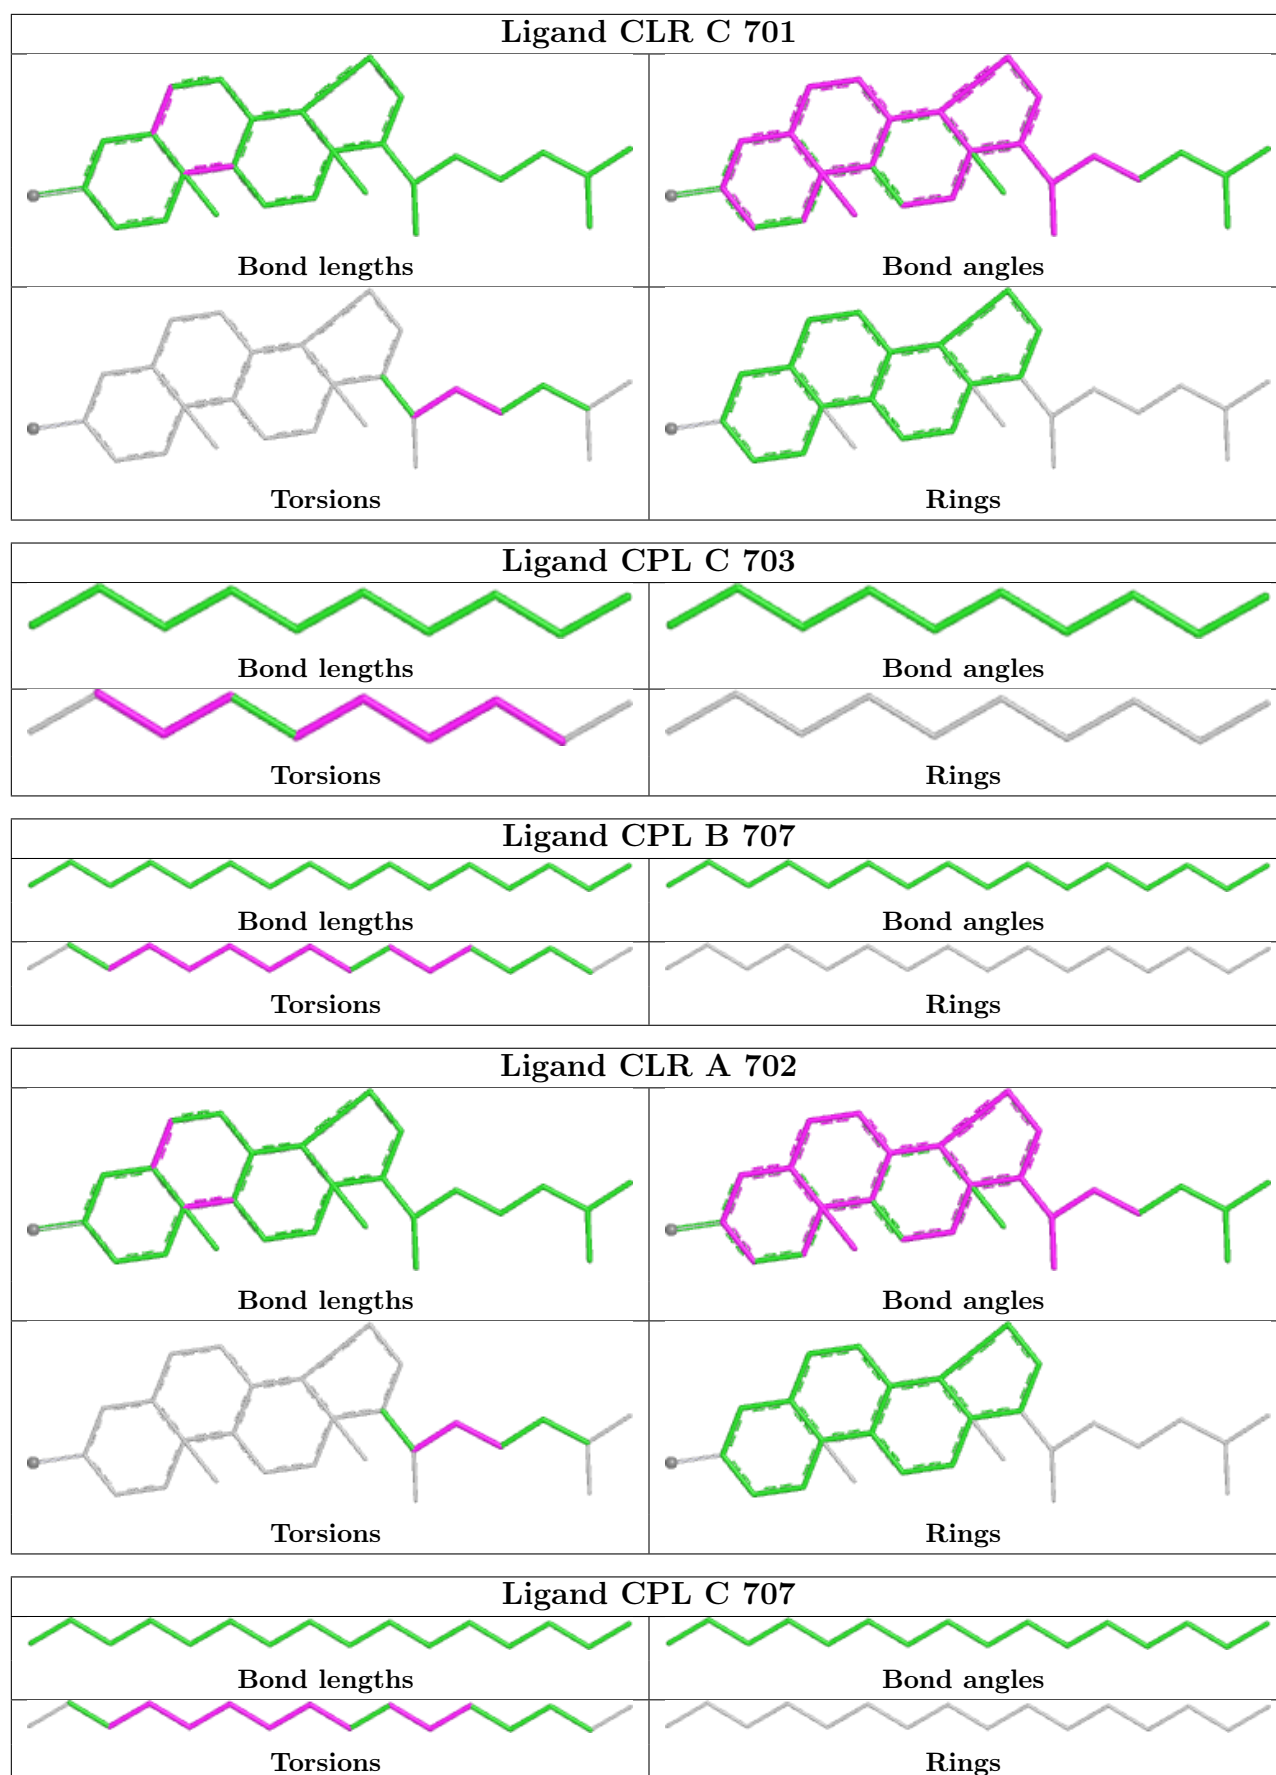 Ligand CLR C 701
Bond lengths
Bond angles
Torsions
Rings
Ligand CPL C 703
Bond lengths
Bond angles
Torsions
Rings
Ligand CPL B 707
Bond lengths
Bond angles
Torsions
Rings
Ligand CLR A 702
Bond lengths
Bond angles
Torsions
Rings
Ligand CPL C 707
Bond lengths
Bond angles
Torsions
Rings